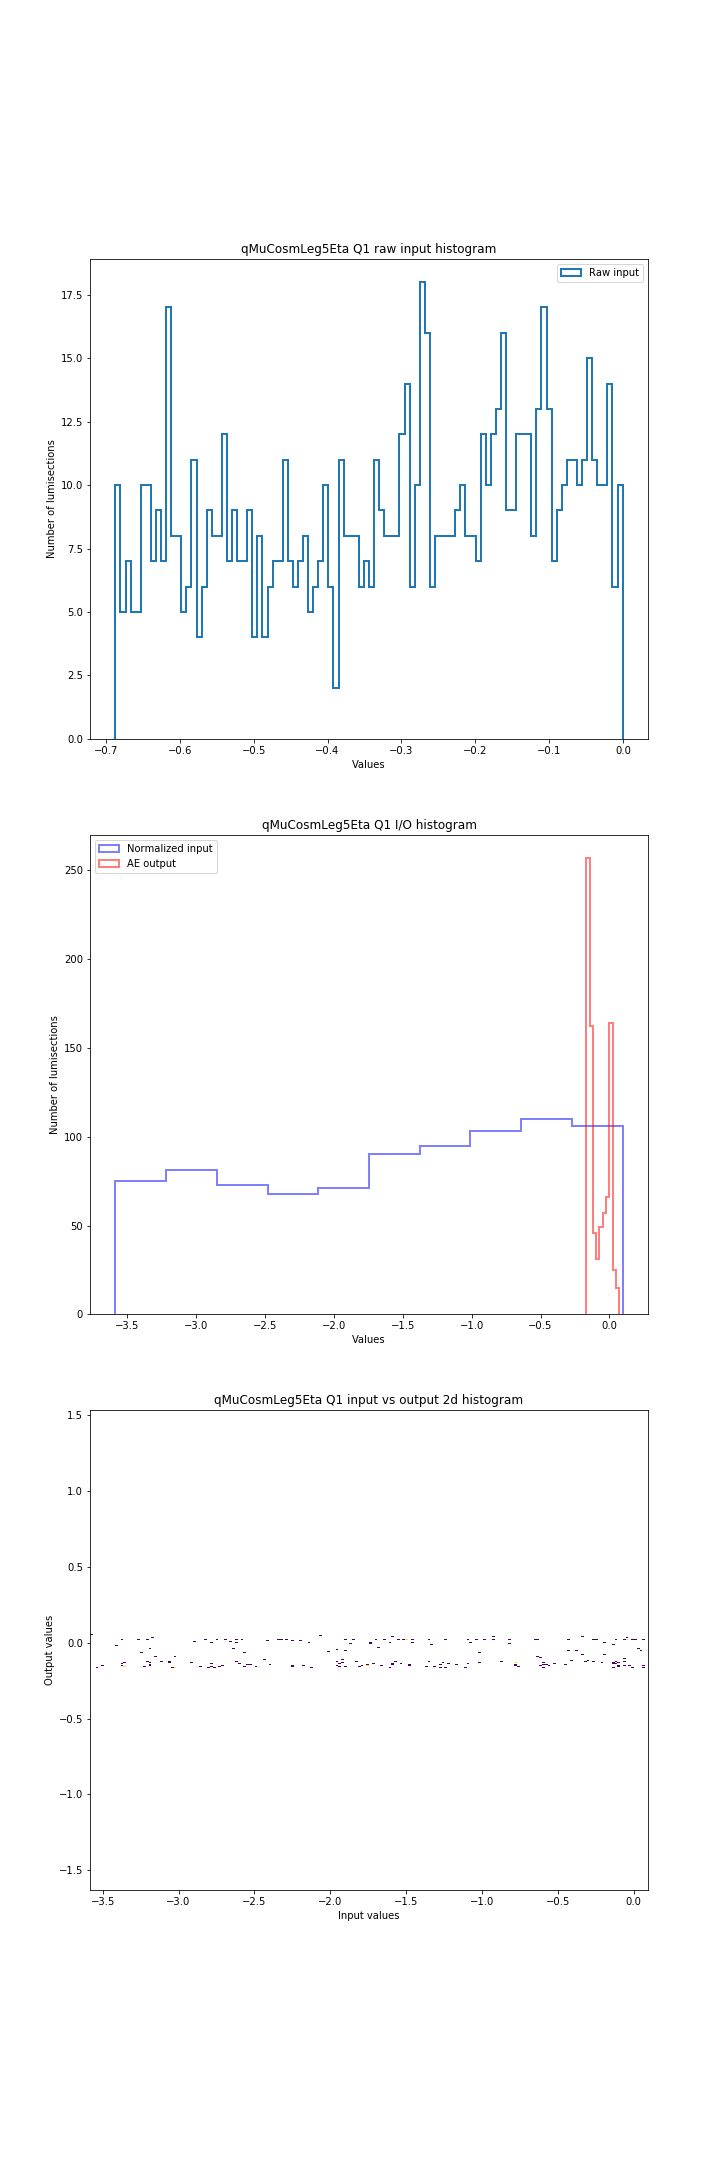 qMuCosmLeg5Eta Q1 raw input histogram
Raw input
17.5
15.0
12.5
10.0
7.5
5.0
2.5
0.0
Number of lumisections
−0.7 −0.6 −0.5 −0.4 −0.3 −0.2 −0.1 0.0
Values
qMuCosmLeg5Eta Q1 I/O histogram
Normalized input
AE output
250
200
150
100
50
0
Number of lumisections
−3.5 −3.0 −2.5 −2.0 −1.5 −1.0 −0.5 0.0
Values
qMuCosmLeg5Eta Q1 input vs output 2d histogram
1.5
1.0
0.5
0.0
−0.5
−1.0
−1.5
Output values
−3.5 −3.0 −2.5 −2.0 −1.5 −1.0 −0.5 0.0
Input values